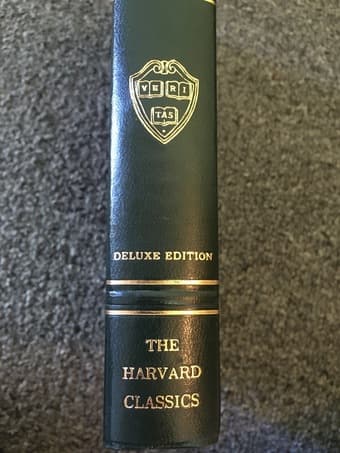 VE RI
TAS
DELUXE EDITION
THE
HARVARD
CLASSICS